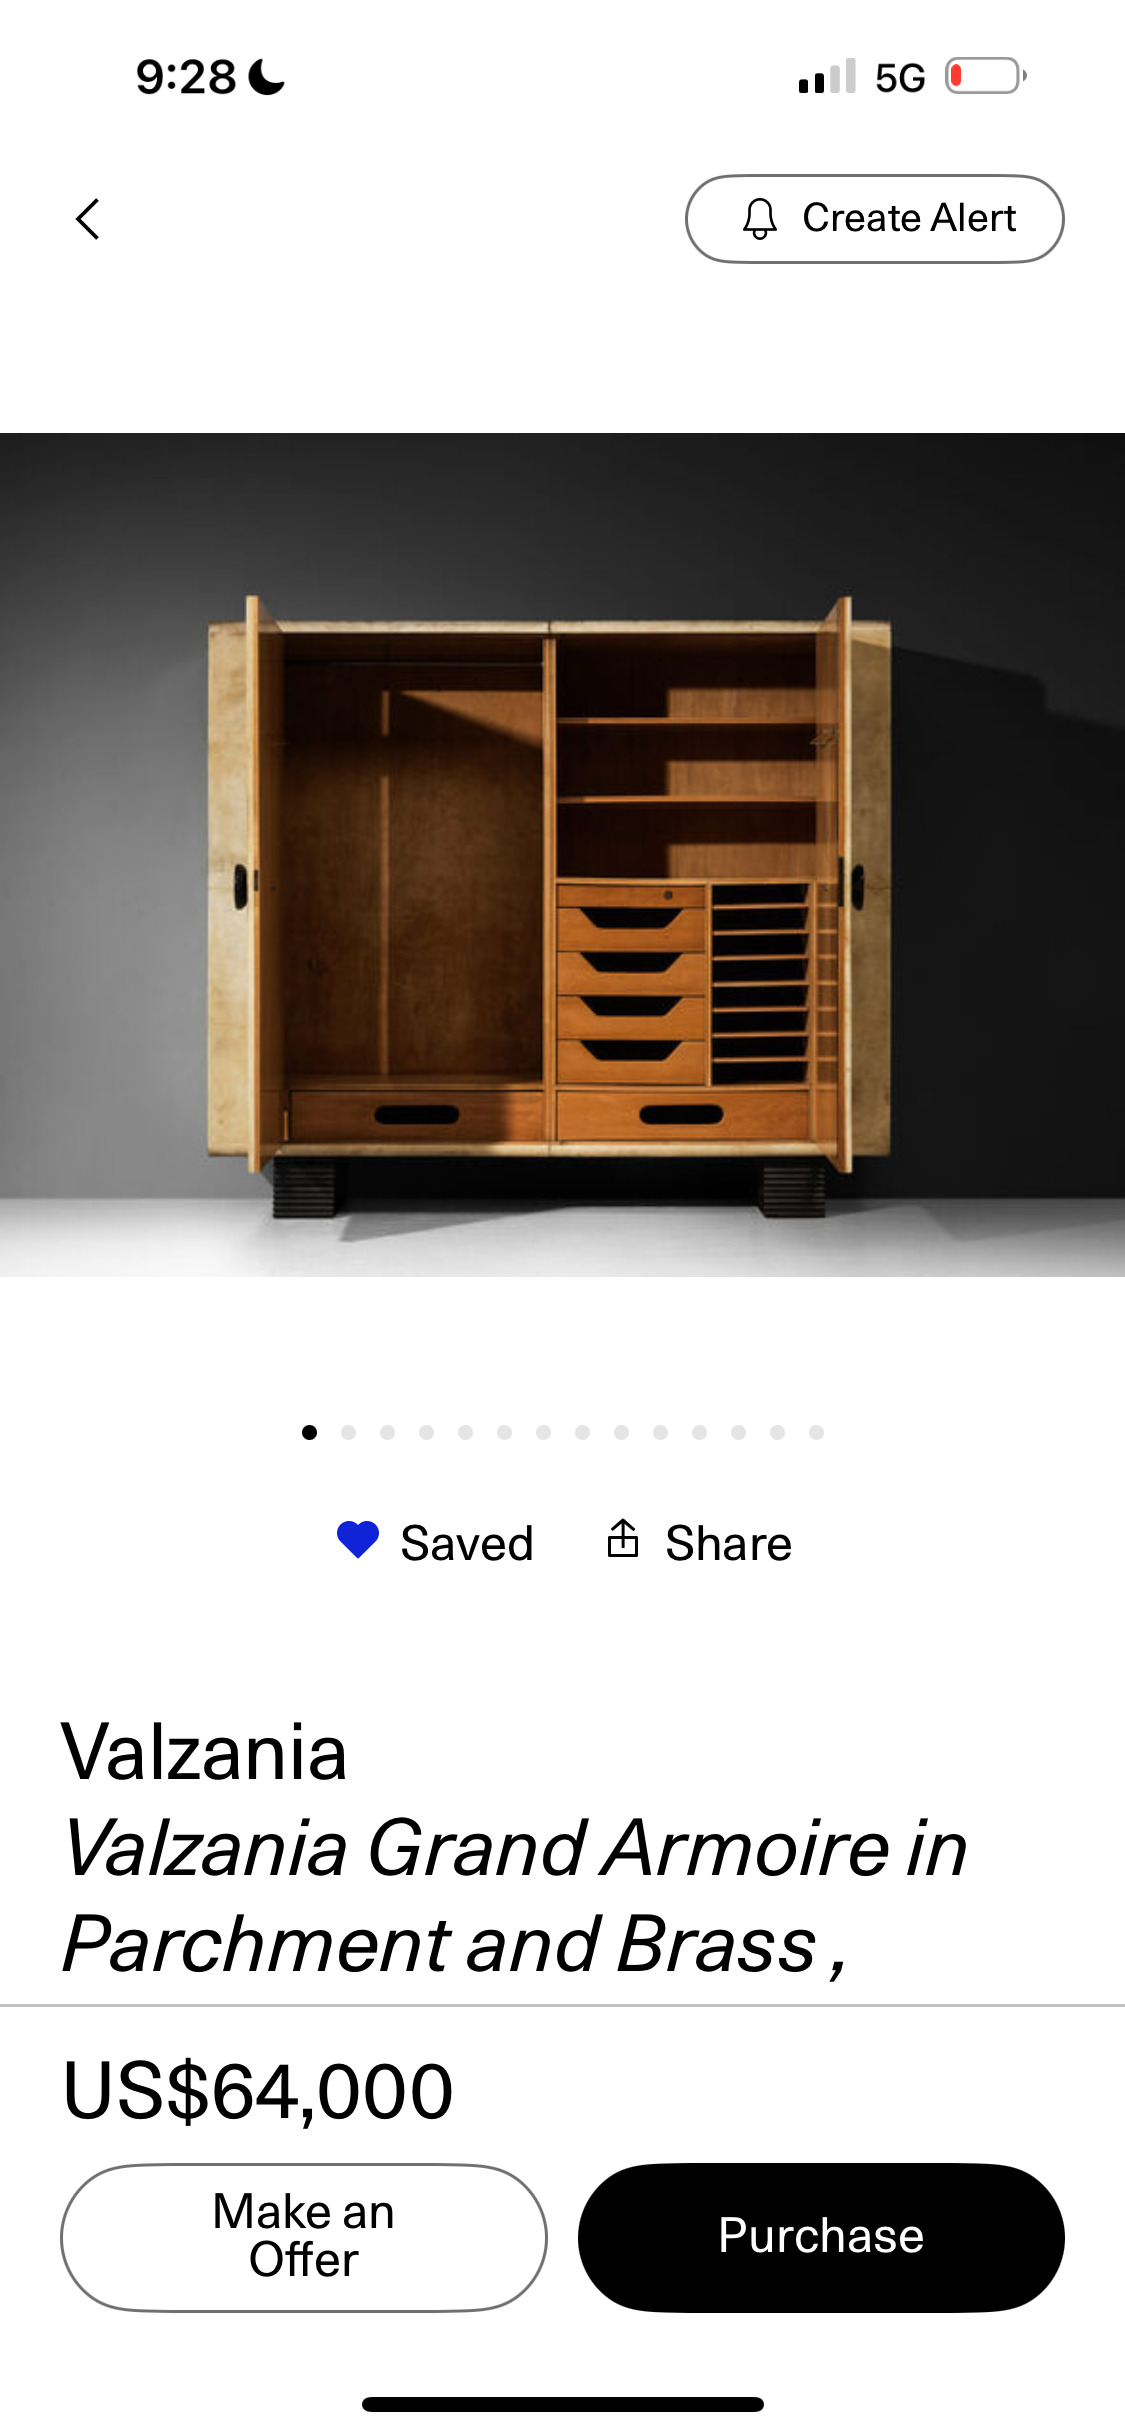 9:28
5G
Create Alert
Saved
Share
Valzania
Valzania Grand Armoire in
Parchment and Brass ,
US$64,000
Make an
Offer
Purchase